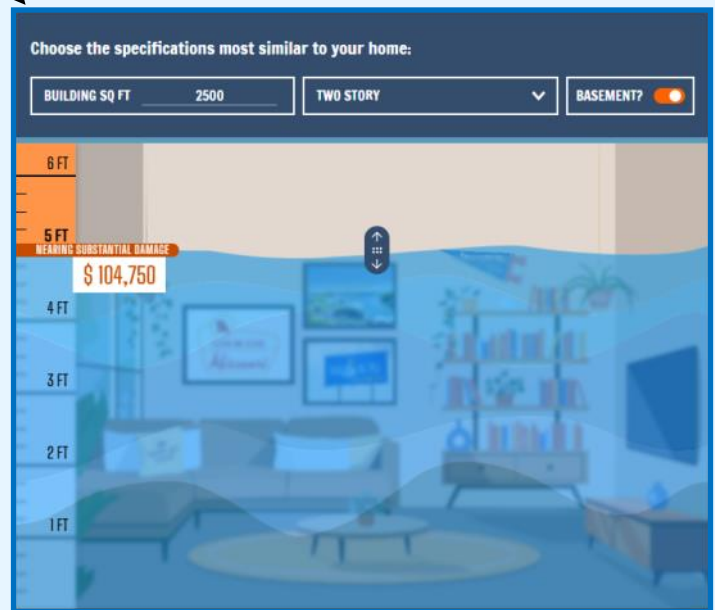 Choose the specifications most similar to your home:
BUILDING SQ FT 2500 TWO STORY BASEMENT?
6 FT
5 FT
NEARING SUBSTANTIAL DAMAGE
$ 104,750
4 FT
3 FT
2 FT
1 FT